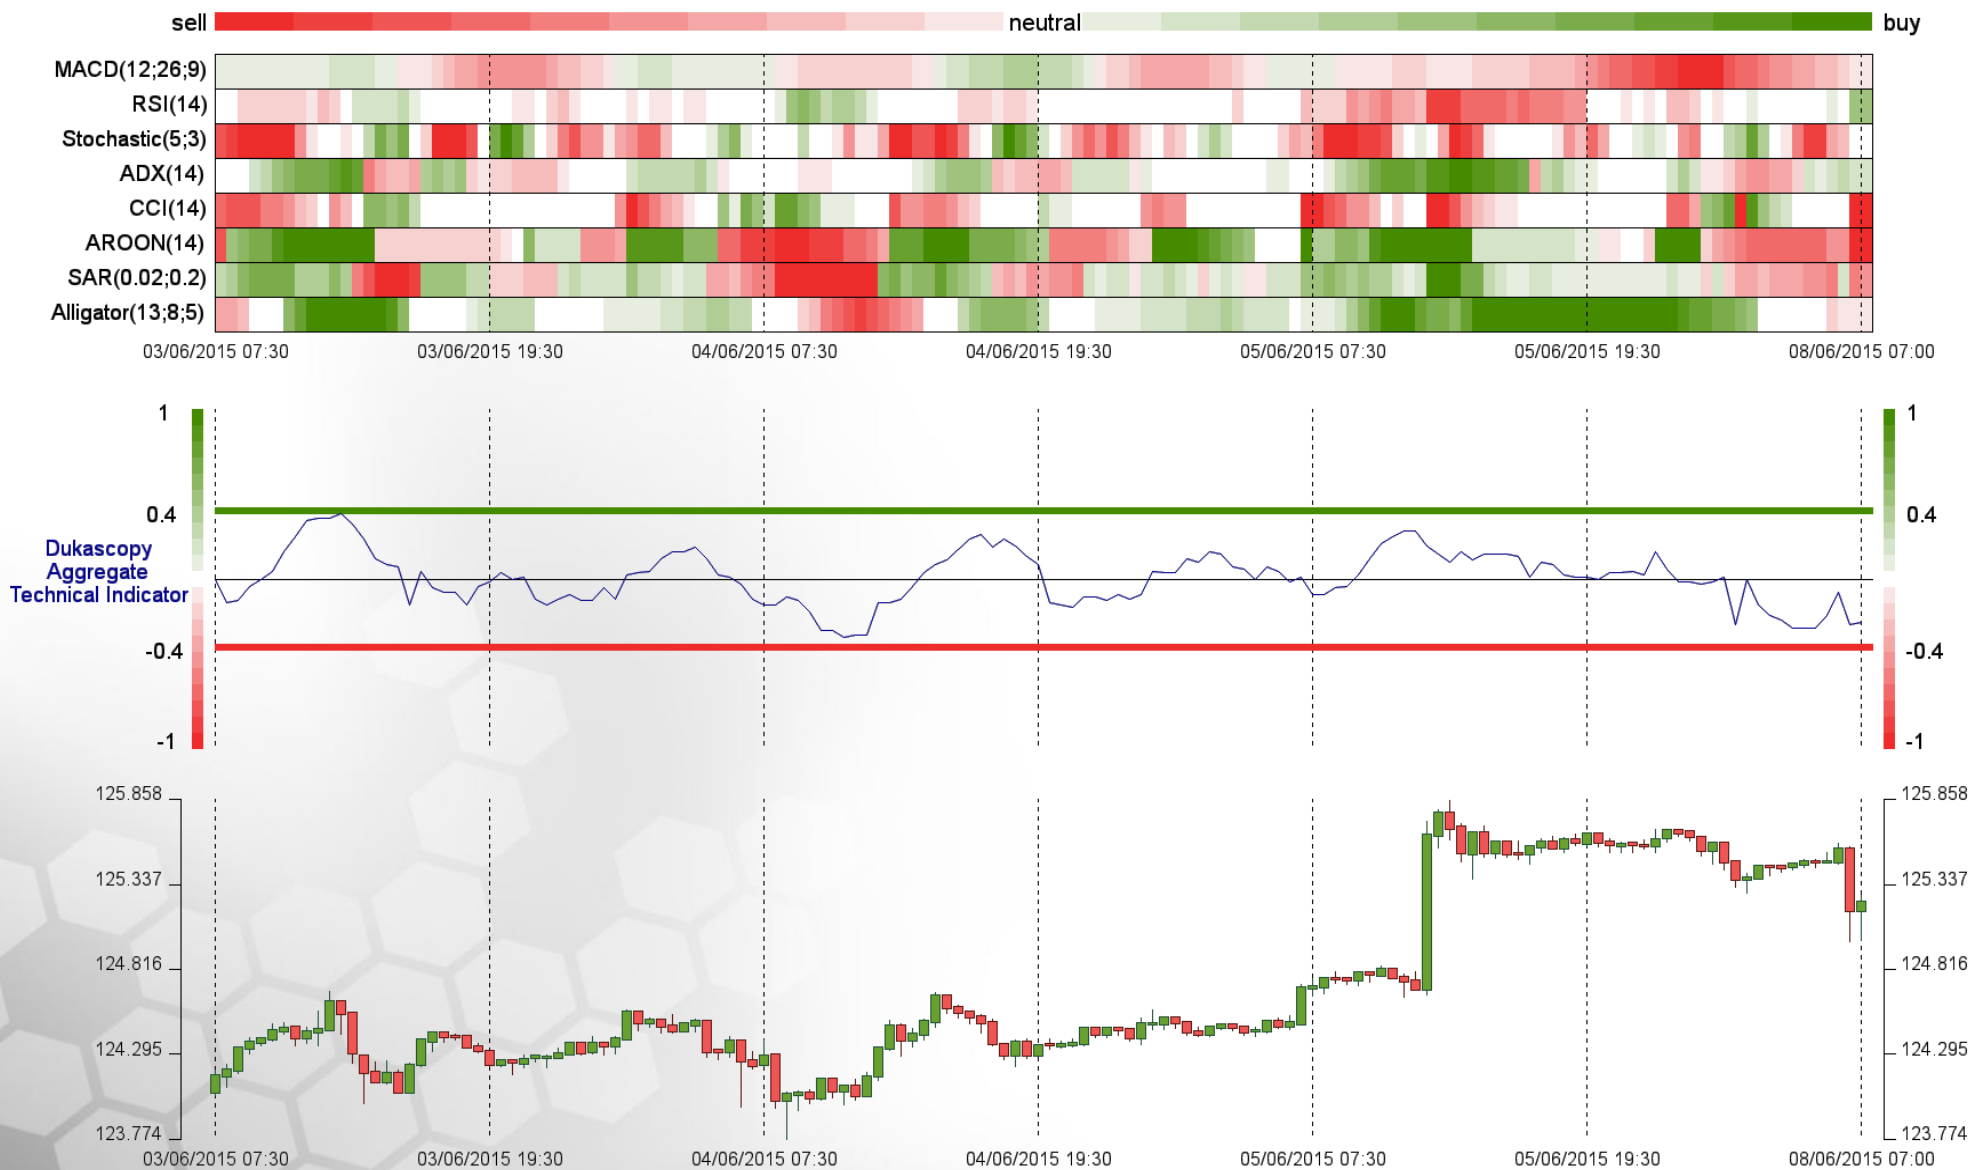 sell neutral buy
MACD(12;26;9)
RSI(14)
Stochastic(5;3)
ADX(14)
CCI(14)
AROON(14)
SAR(0.02;0.2)
Alligator(13;8;5)
03/06/2015 07:30 03/06/2015 19:30 04/06/2015 07:30 04/06/2015 19:30 05/06/2015 07:30 05/06/2015 19:30 08/06/2015 07:00
1 1
0.4 0.4
Dukascopy
Aggregate
Technical Indicator
-0.4 -0.4
-1 -1
125.858 125.858
125.337 125.337
124.816 124.816
124.295 124.295
123.774 123.774
03/06/2015 07:30 03/06/2015 19:30 04/06/2015 07:30 04/06/2015 19:30 05/06/2015 07:30 05/06/2015 19:30 08/06/2015 07:00